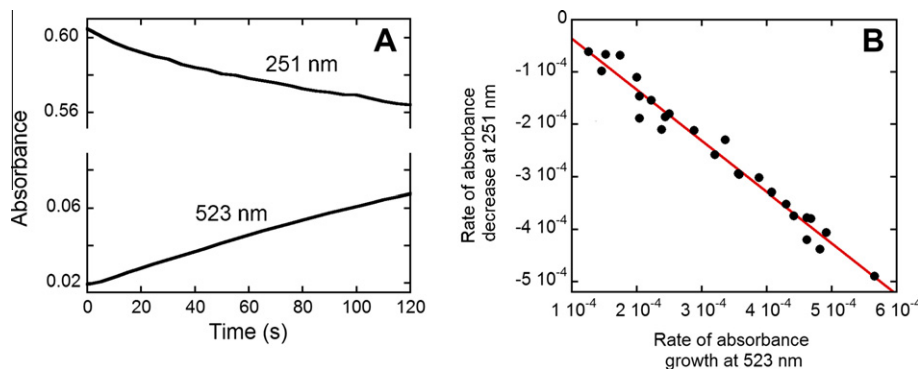 A
251 nm
523 nm
0.60
0.56
0.06
0.02
Absorbance
0 20 40 60 80 100 120
Time (s)
B
0
-1 10-4
-2 10-4
-3 10-4
-4 10-4
-5 10-4
Rate of absorbance
decrease at 251 nm
1 10-4 2 10-4 3 10-4 4 10-4 5 10-4 6 10-4
Rate of absorbance
growth at 523 nm